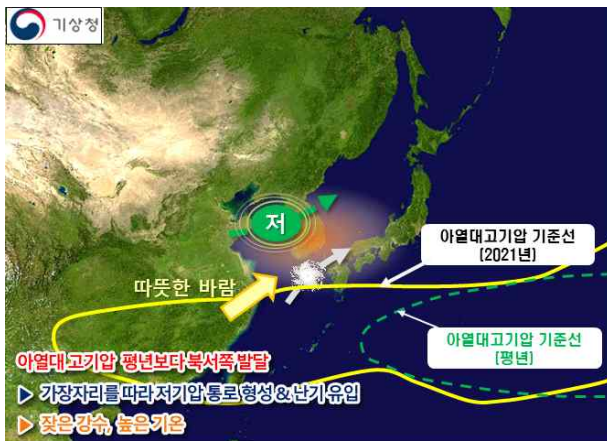 기상청
저
아열대고기압 기준선
(2021년)
따뜻한 바람
아열대고기압 기준선
(평년)
아열대 고기압 평년보다 북서쪽 발달
▶ 가장자리를 따라 저기압 통로 형성 & 난기 유입
▶ 잦은 강수, 높은 기온